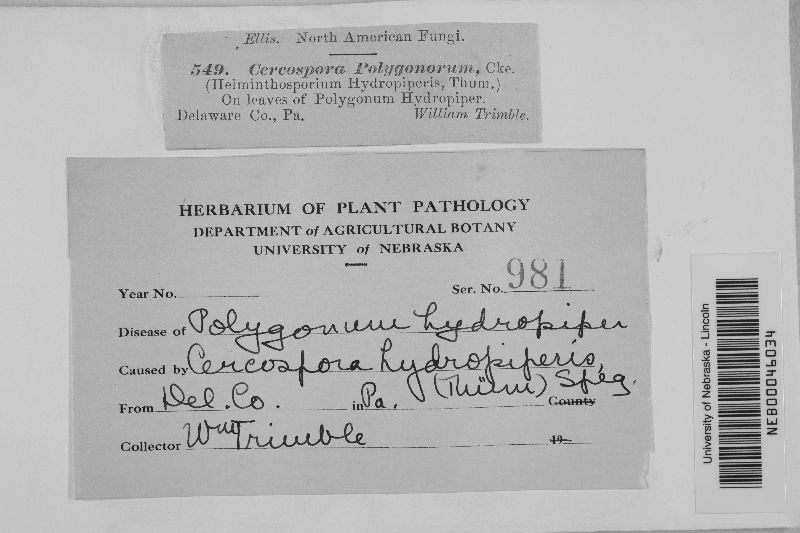 Ellis. North American Fungi.
549. Cercospora Polygonorum, Cke.
(Helminthosporium Hydropiperis, Thum.)
On leaves of Polygonum Hydropiper.
Delaware Co., Pa. William Trimble.
HERBARIUM OF PLANT PATHOLOGY
DEPARTMENT of AGRICULTURAL BOTANY
UNIVERSITY of NEBRASKA
Year No. Ser. No. 981
Disease of Polygonum hydropiper
Caused by Cercospora hydropiperis
(Thüm) Speg.
From Del. Co. in Pa. County
Collector Wm Trimble 19
University of Nebraska - Lincoln
NEB00046034